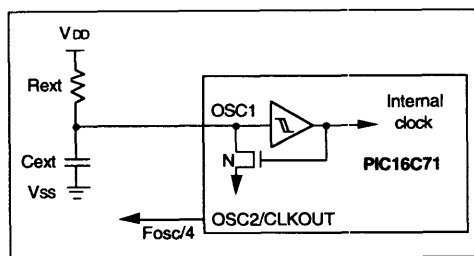 VDD
Rext
OSC1
Internal
clock
N
PIC16C71
Cext
VSS
OSC2/CLKOUT
Fosc/4